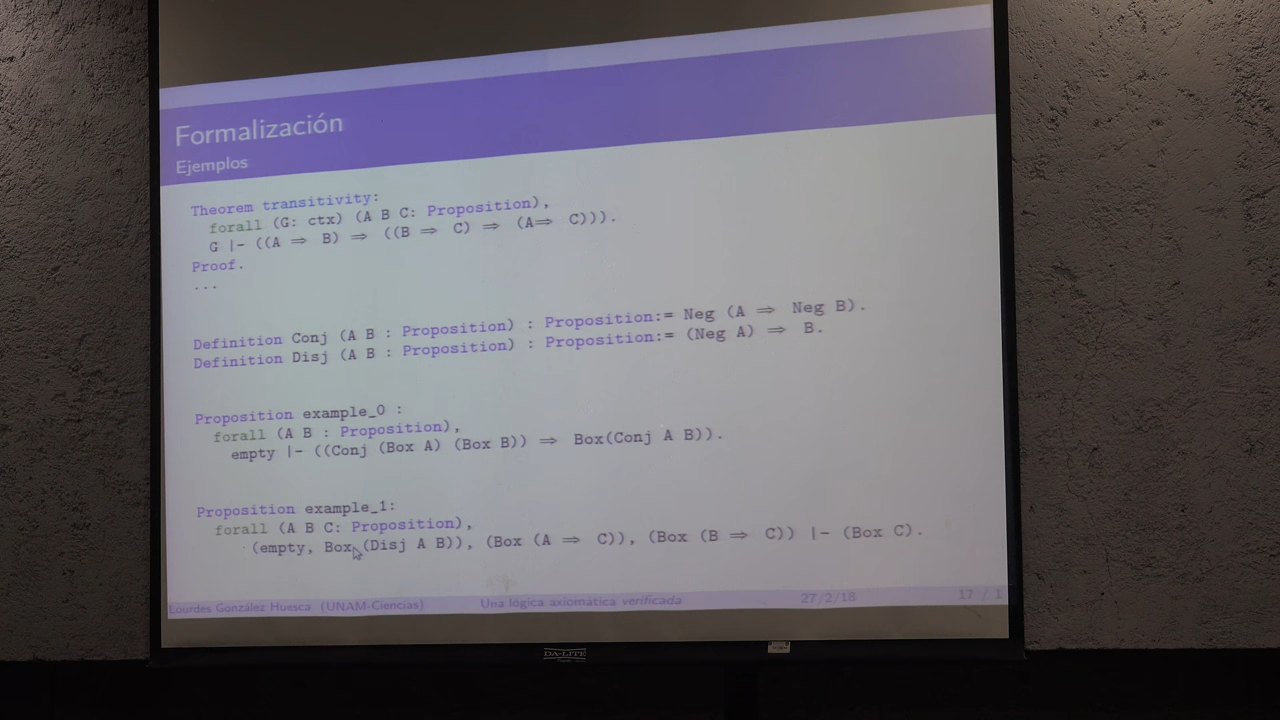 Formalización
Ejemplos
Theorem transitivity:
forall (G: ctx) (A B C: Proposition),
G |- ((A ⇒ B) ⇒ ((B ⇒ C) ⇒ (A⇒ C))).
Proof.
...
Definition Conj (A B : Proposition) : Proposition:= Neg (A ⇒ Neg B).
Definition Disj (A B : Proposition) : Proposition:= (Neg A) ⇒ B.
Proposition example_0 :
forall (A B : Proposition),
empty |- ((Conj (Box A) (Box B)) ⇒ Box(Conj A B)).
Proposition example_1:
forall (A B C: Proposition),
(empty, Box (Disj A B)), (Box (A ⇒ C)), (Box (B ⇒ C)) |- (Box C).
Lourdes González Huesca (UNAM-Ciencias) Una lógica axiomática verificada 27/2/18 17 / 1
DA-LITE